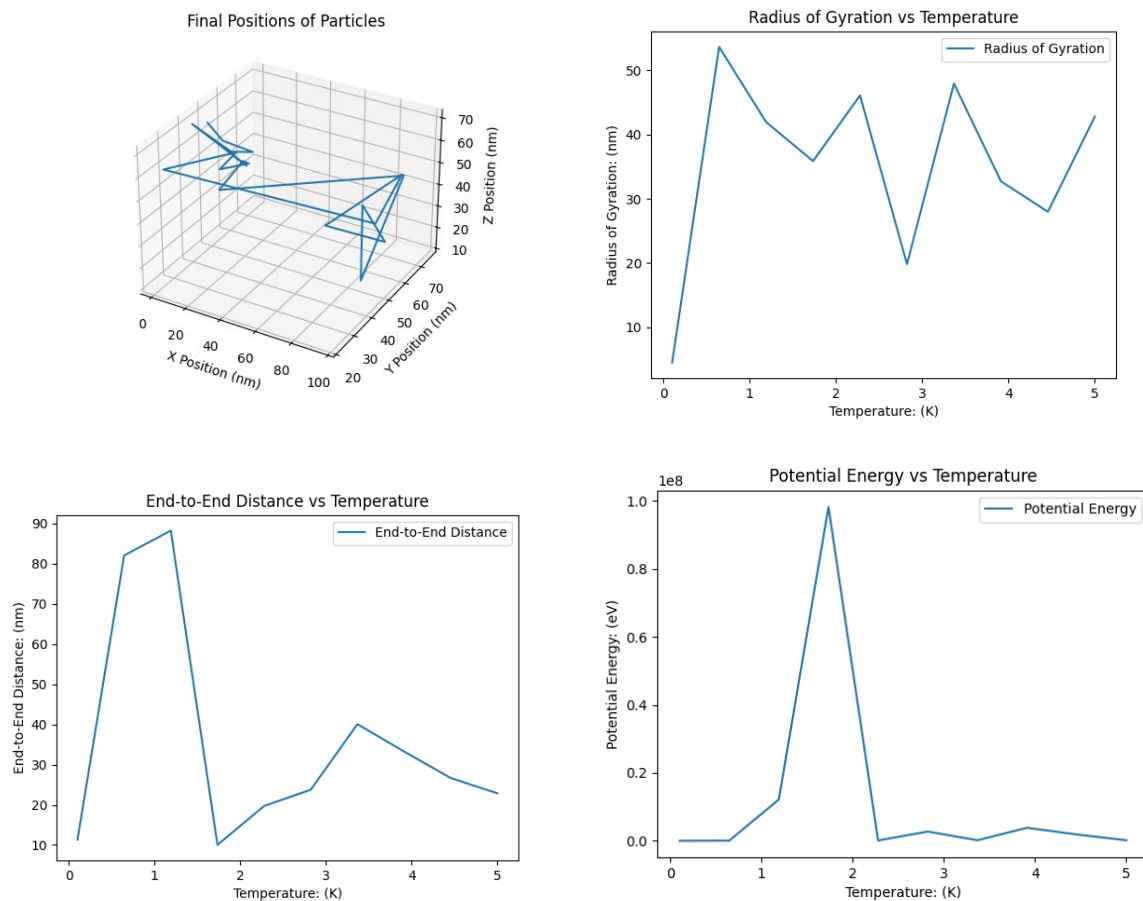 Final Positions of Particles
70
60
50
40
30
20
10
Z Position (nm)
0
20
40
60
80
100
X Position (nm)
20
30
40
50
60
70
Y Position (nm)
Radius of Gyration vs Temperature
Radius of Gyration
50
40
30
20
10
Radius of Gyration: (nm)
0 1 2 3 4 5
Temperature: (K)
End-to-End Distance vs Temperature
End-to-End Distance
90
80
70
60
50
40
30
20
10
End-to-End Distance: (nm)
0 1 2 3 4 5
Temperature: (K)
Potential Energy vs Temperature
1e8
Potential Energy
1.0
0.8
0.6
0.4
0.2
0.0
Potential Energy: (eV)
0 1 2 3 4 5
Temperature: (K)